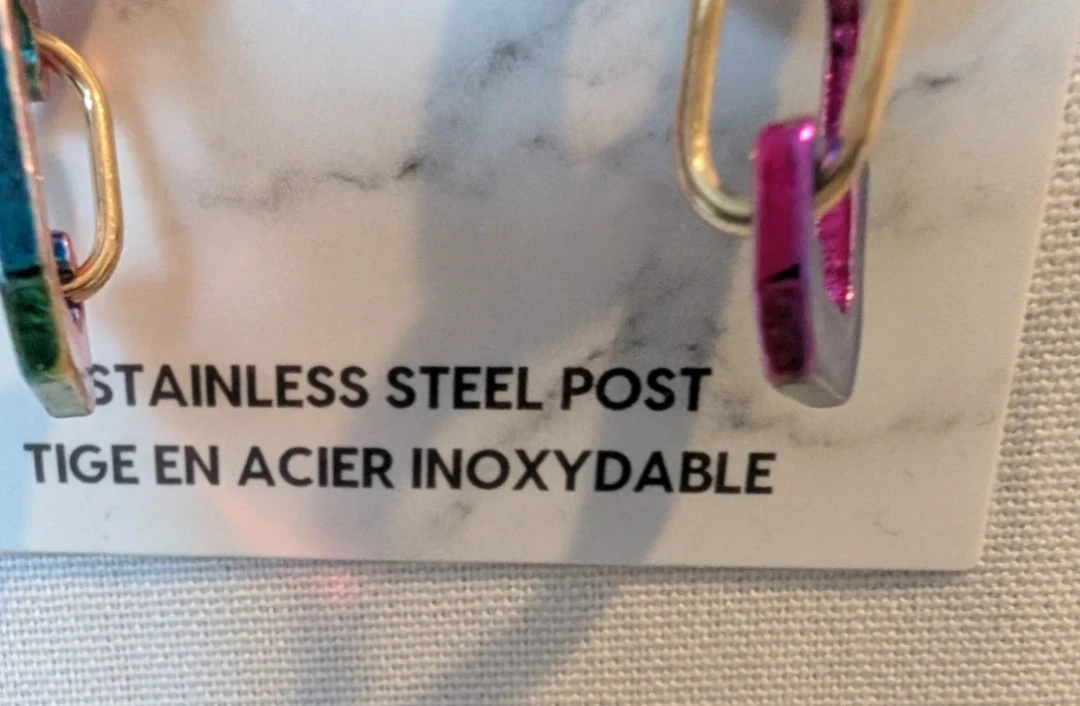 STAINLESS STEEL POST
TIGE EN ACIER INOXYDABLE